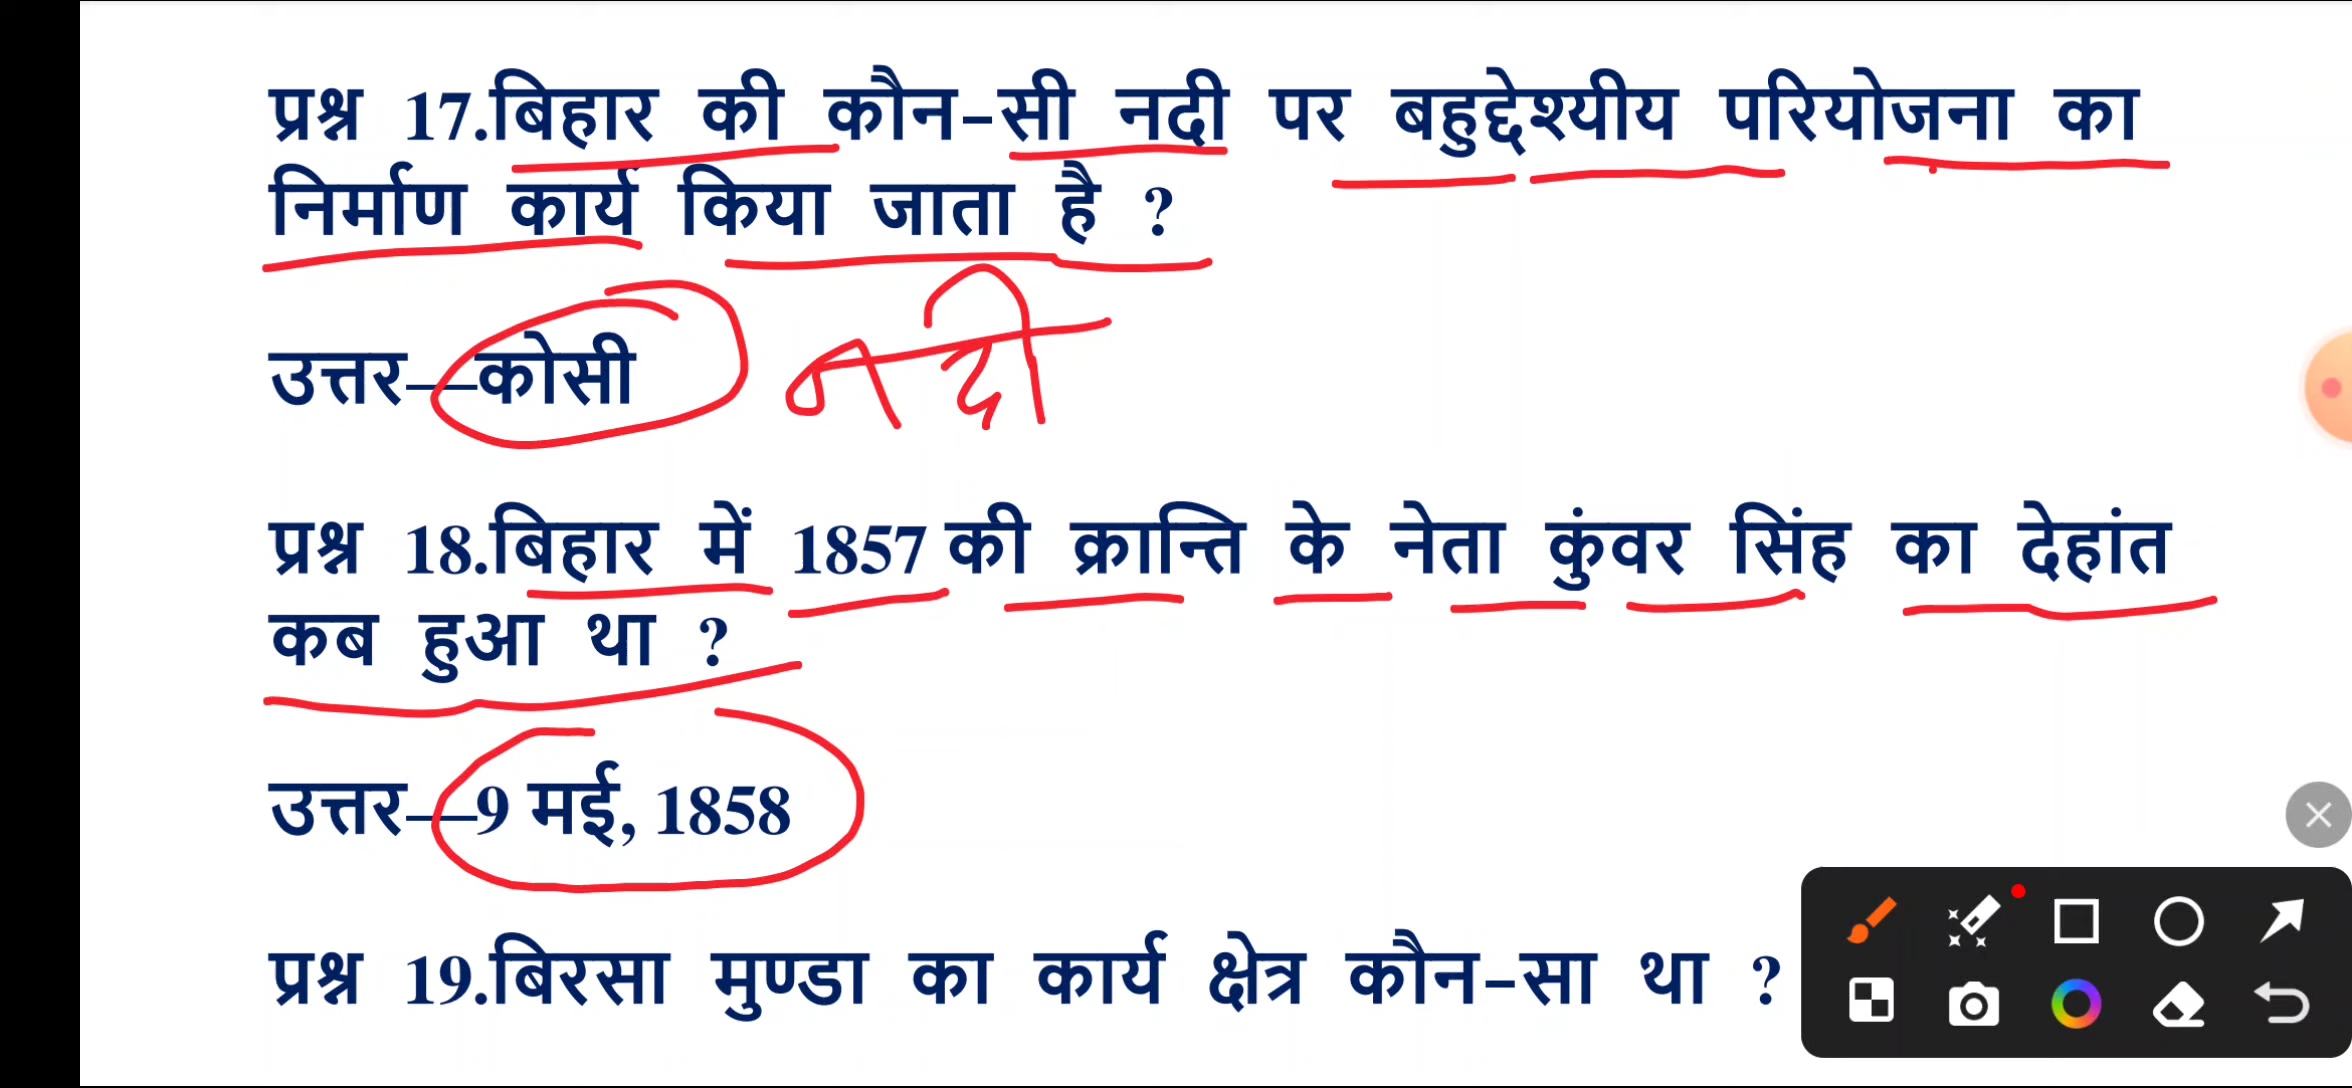 प्रश्न 17.बिहार की कौन-सी नदी पर बहुद्देश्यीय परियोजना का
निर्माण कार्य किया जाता है ?
उत्तर—कोसी नदी
प्रश्न 18.बिहार में 1857 की क्रान्ति के नेता कुंवर सिंह का देहांत
कब हुआ था ?
उत्तर—9 मई, 1858
प्रश्न 19.बिरसा मुण्डा का कार्य क्षेत्र कौन-सा था ?